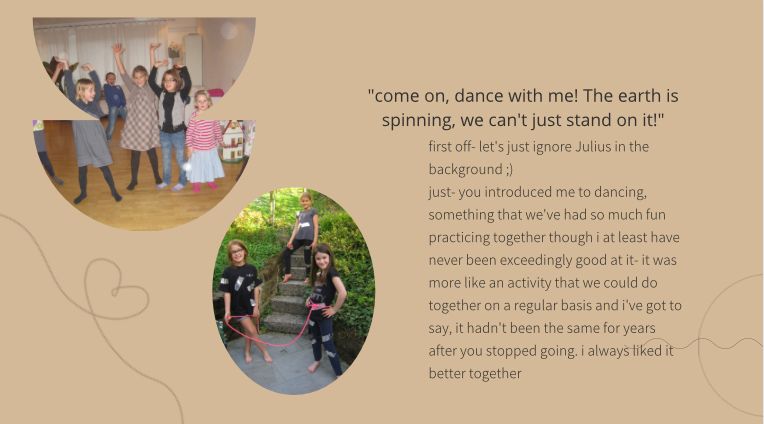 "come on, dance with me! The earth is
spinning, we can't just stand on it!"
first off- let's just ignore Julius in the
background ;)
just- you introduced me to dancing,
something that we've had so much fun
practicing together though i at least have
never been exceedingly good at it- it was
more like an activity that we could do
together on a regular basis and i've got to
say, it hadn't been the same for years
after you stopped going. i always liked it
better together